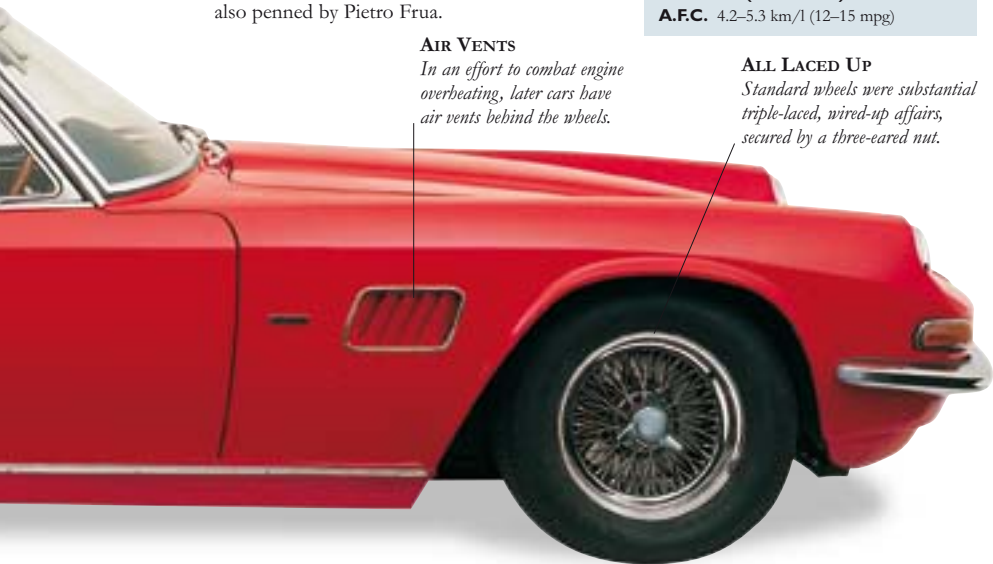 also penned by Pietro Frua.
A.F.C. 4.2–5.3 km/l (12–15 mpg)
AIR VENTS
In an effort to combat engine
overheating, later cars have
air vents behind the wheels.
ALL LACED UP
Standard wheels were substantial
triple-laced, wired-up affairs,
secured by a three-eared nut.